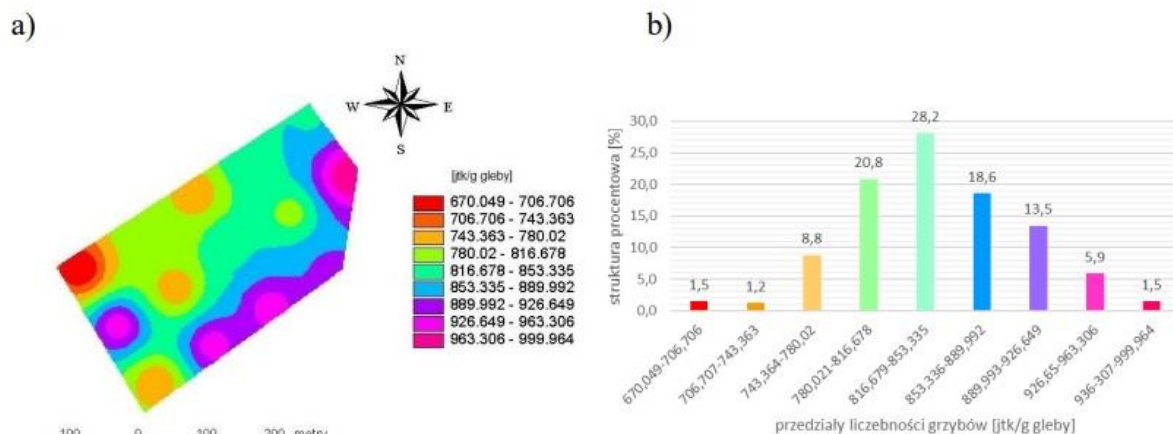 a)
N
W E
S
[jtk/g gleby]
670.049 - 706.706
706.706 - 743.363
743.363 - 780.02
780.02 - 816.678
816.678 - 853.335
853.335 - 889.992
889.992 - 926.649
926.649 - 963.306
963.306 - 999.964
100 0 100 200 metry
b)
struktura procentowa [%]
30,0
25,0
20,0
15,0
10,0
5,0
0,0
1,5
1,2
8,8
20,8
28,2
18,6
13,5
5,9
1,5
670,049-706,706
706,707-743,363
743,364-780,02
780,021-816,678
816,679-853,335
853,336-889,992
889,993-926,649
926,65-963,306
936-307-999,964
przedziały liczebności grzybów [jtk/g gleby]